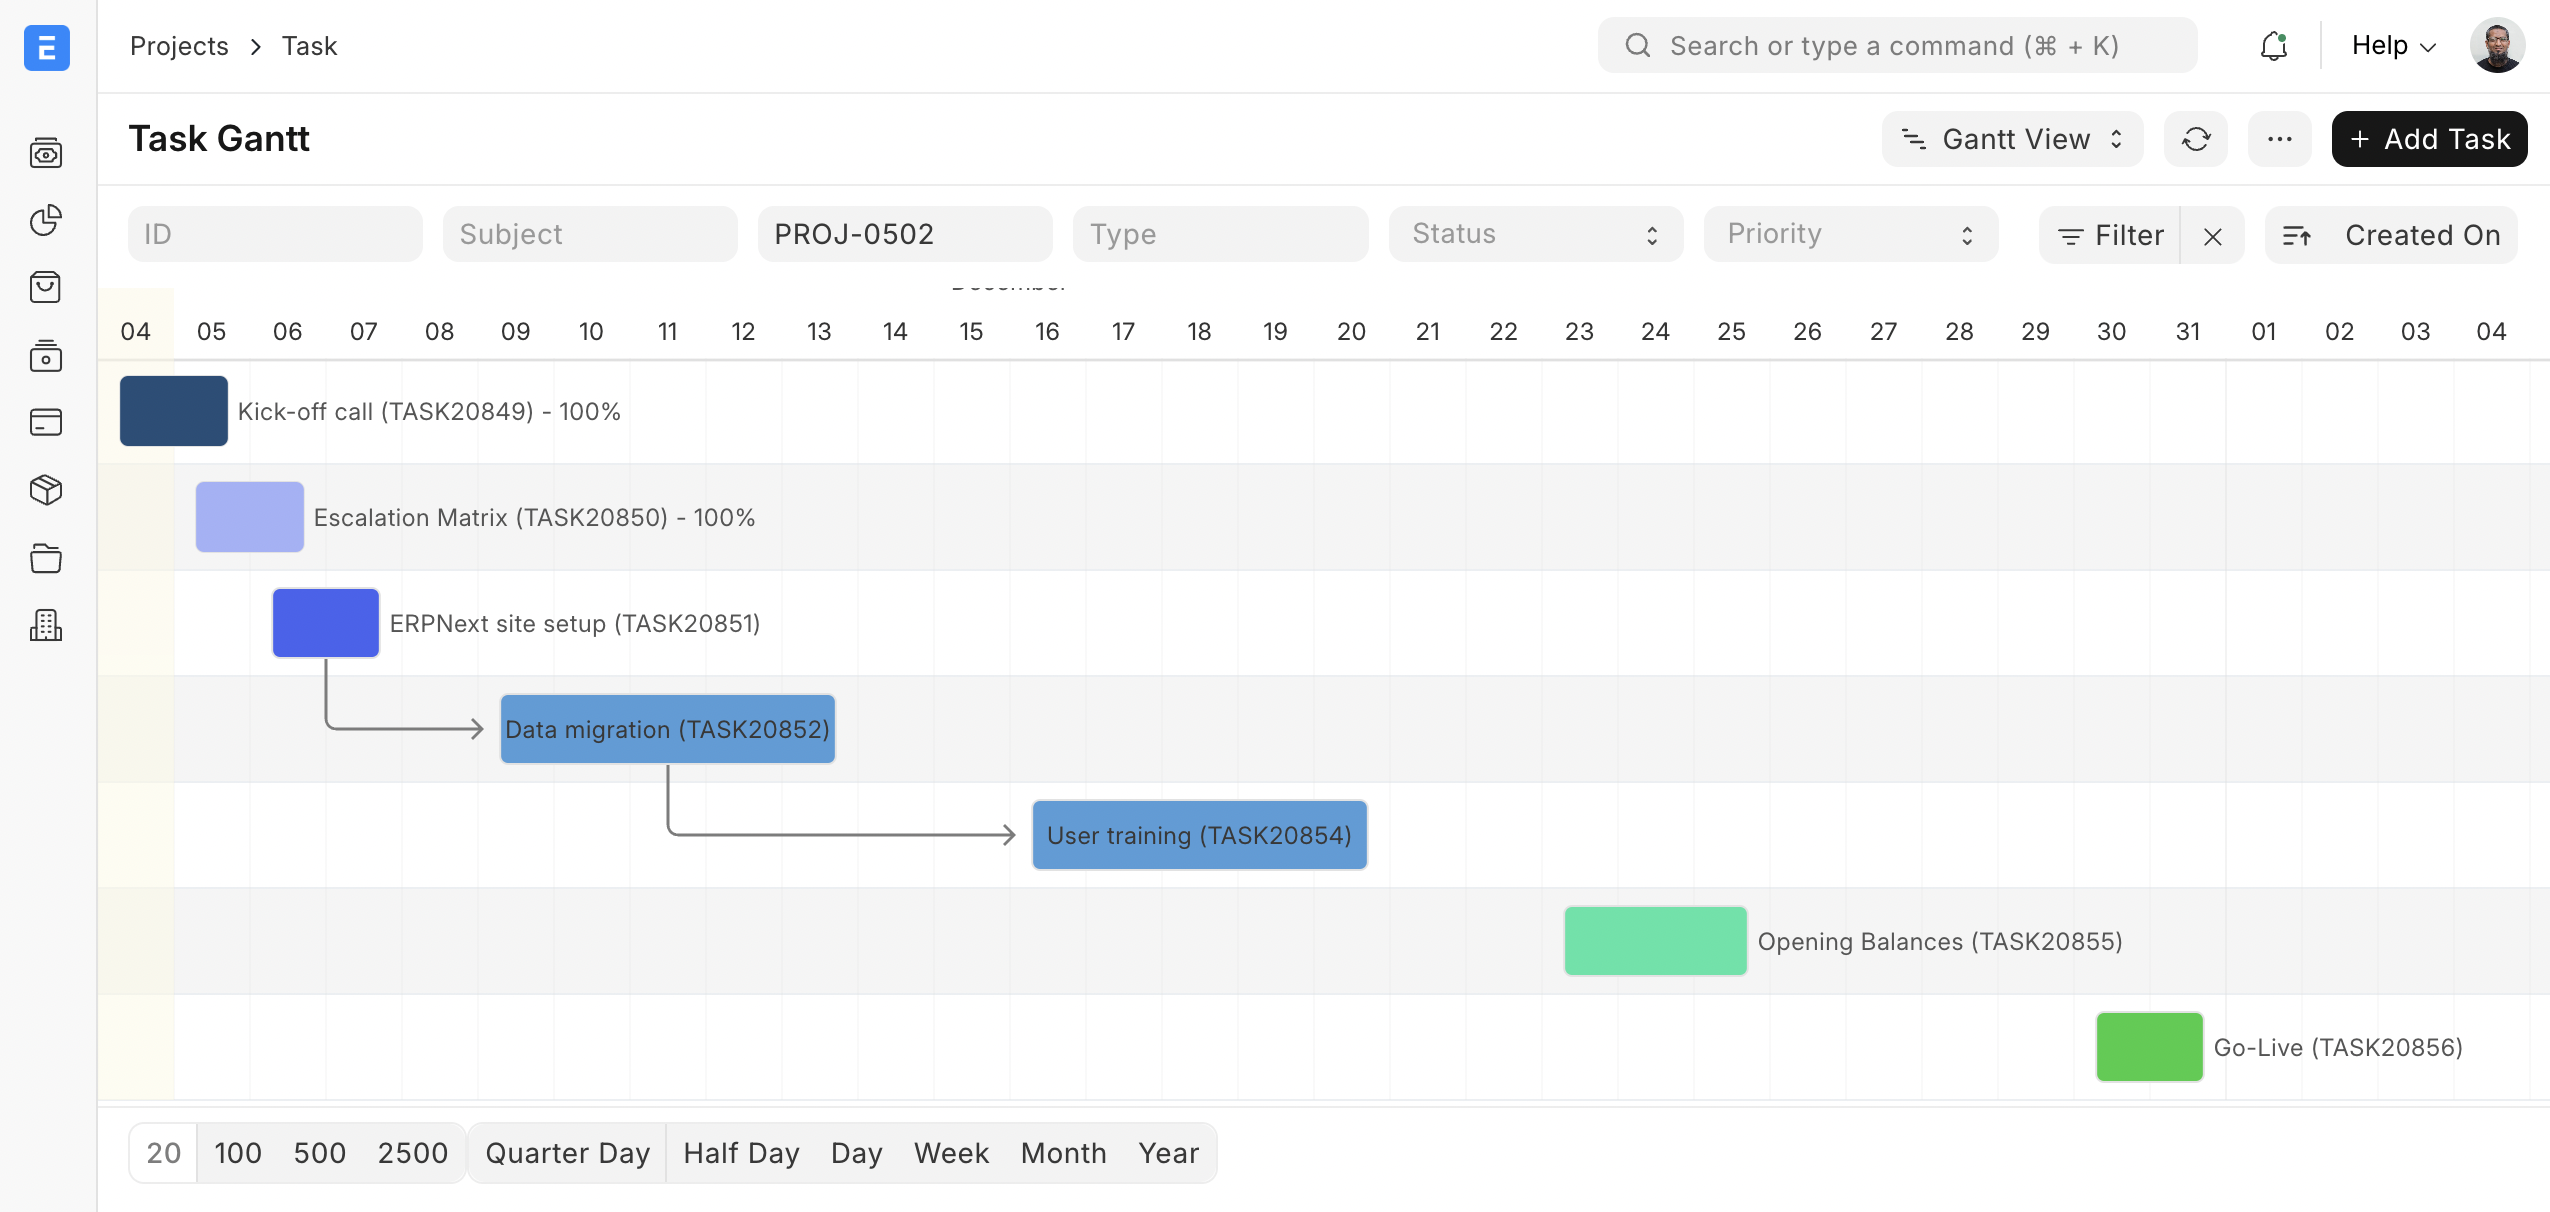 E
Projects > Task
Search or type a command (⌘ + K)
Help
Task Gantt
Gantt View
+ Add Task
ID
Subject
PROJ-0502
Type
Status
Priority
Filter
Created On
December
04 05 06 07 08 09 10 11 12 13 14 15 16 17 18 19 20 21 22 23 24 25 26 27 28 29 30 31 01 02 03 04
Kick-off call (TASK20849) - 100%
Escalation Matrix (TASK20850) - 100%
ERPNext site setup (TASK20851)
Data migration (TASK20852)
User training (TASK20854)
Opening Balances (TASK20855)
Go-Live (TASK20856)
20 100 500 2500 Quarter Day Half Day Day Week Month Year